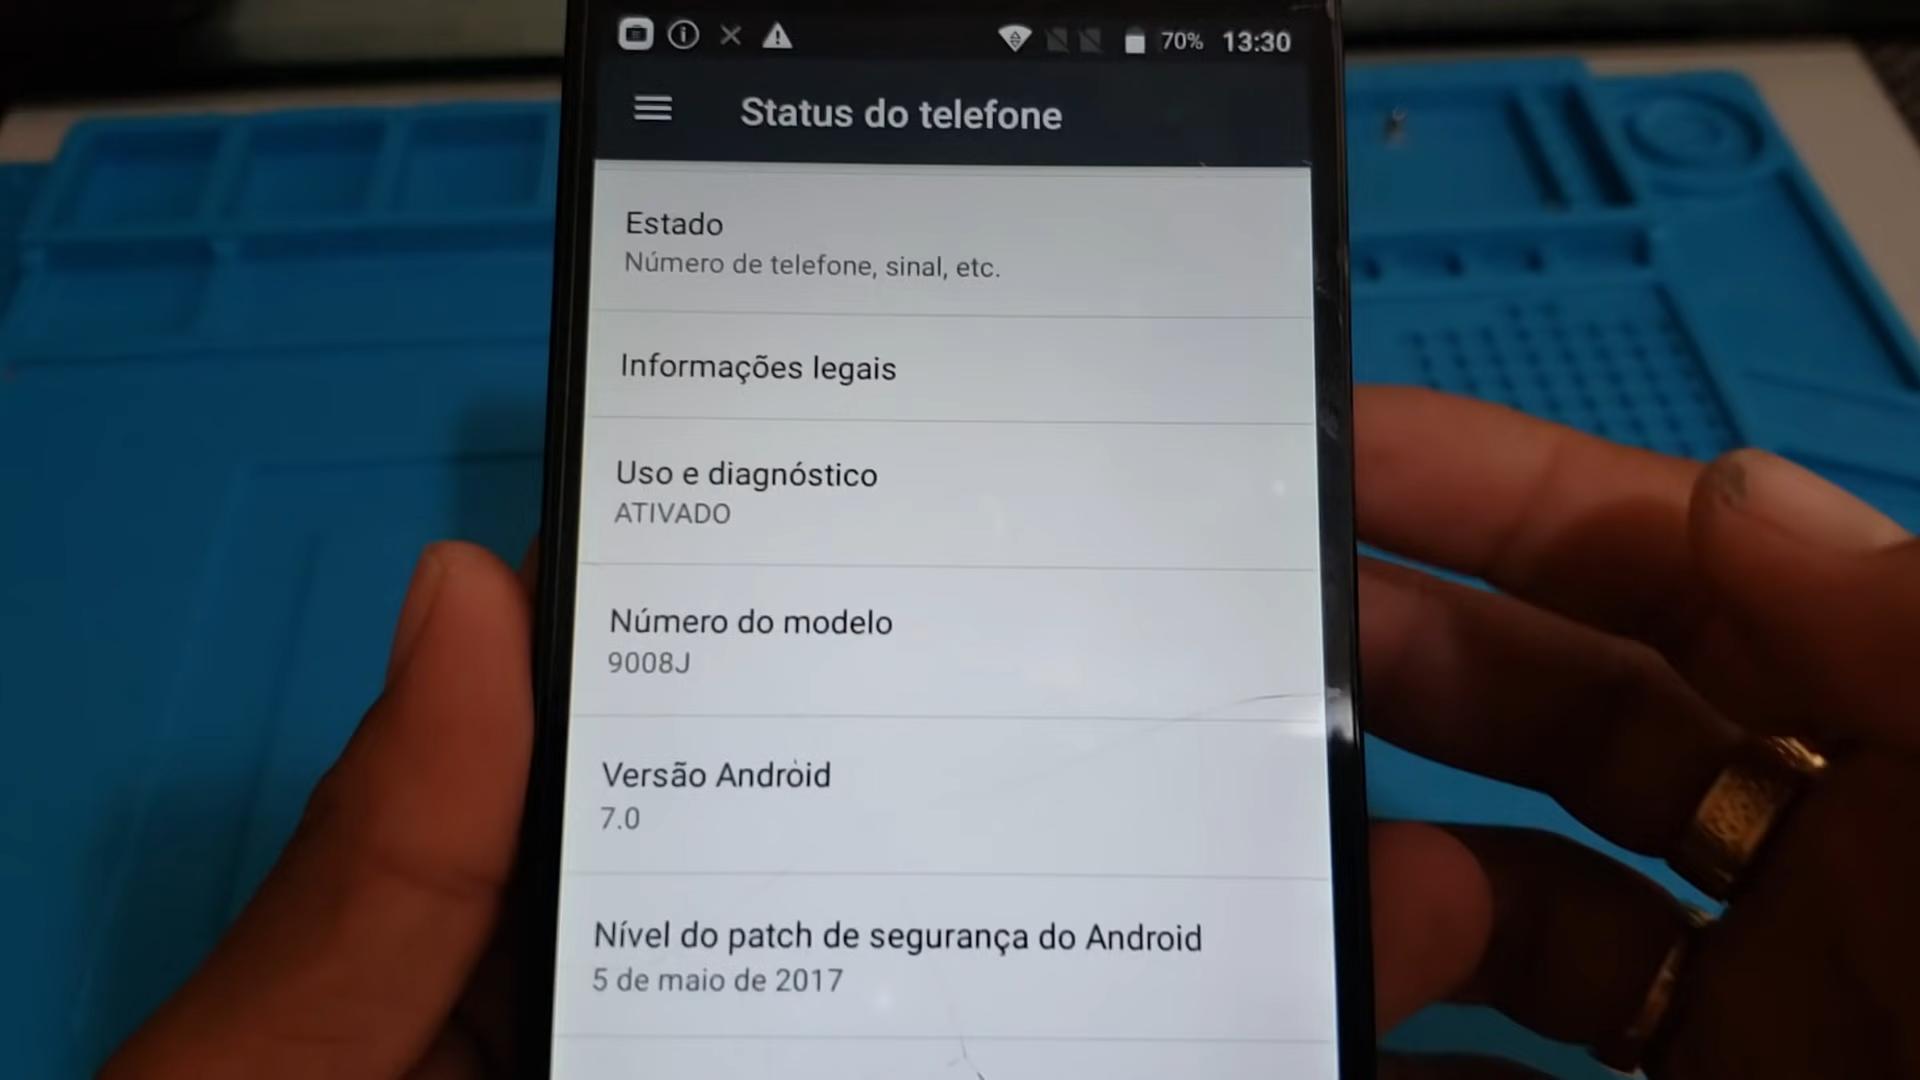 70% 13:30
Status do telefone
Estado
Número de telefone, sinal, etc.
Informações legais
Uso e diagnóstico
ATIVADO
Número do modelo
9008J
Versão Android
7.0
Nível do patch de segurança do Android
5 de maio de 2017